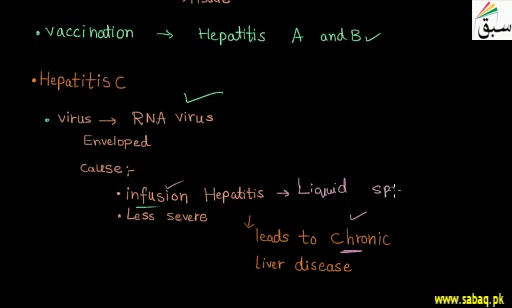 • vaccination → Hepatitis A and B ✓
سبق
• Hepatitis C
• virus → RNA virus
Enveloped
cause:-
• infusion Hepatitis → Liquid sp
• Less severe
↓ leads to chronic
liver disease
www.sabaq.pk